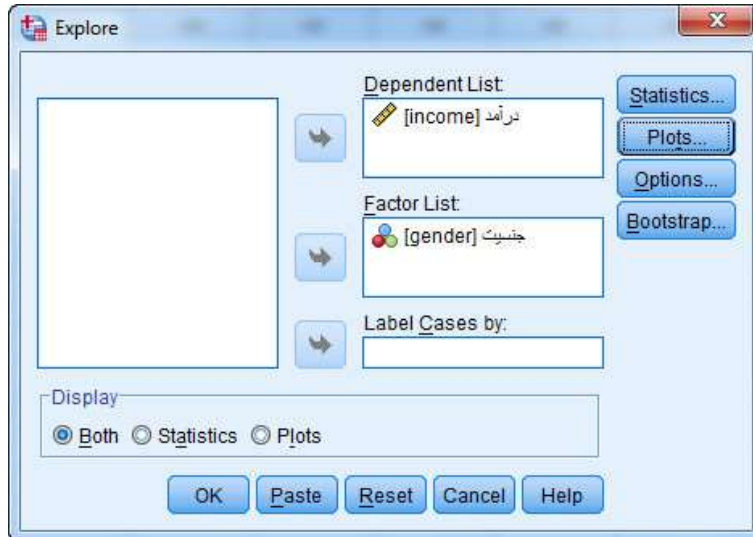 Explore
Dependent List:
درآمد [income]
Factor List:
جنسیت [gender]
Label Cases by:
Statistics...
Plots...
Options...
Bootstrap...
Display
Both Statistics Plots
OK Paste Reset Cancel Help